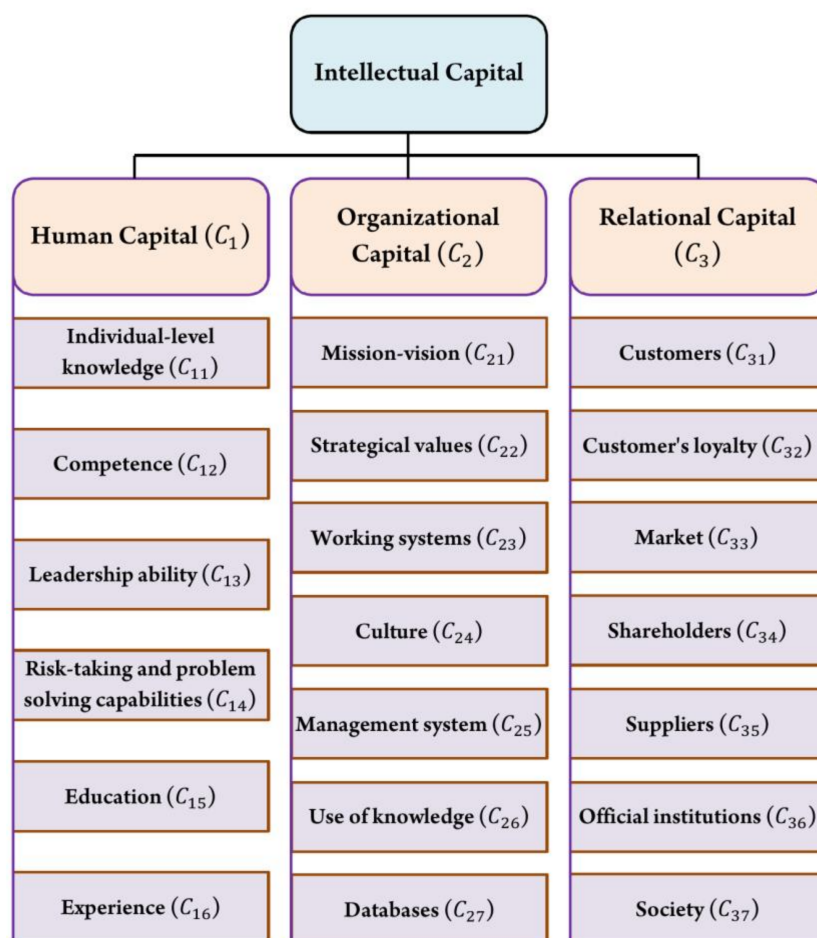 Intellectual Capital
Human Capital (C₁)
Individual-level
knowledge (C₁₁)
Competence (C₁₂)
Leadership ability (C₁₃)
Risk-taking and problem
solving capabilities (C₁₄)
Education (C₁₅)
Experience (C₁₆)
Organizational
Capital (C₂)
Mission-vision (C₂₁)
Strategical values (C₂₂)
Working systems (C₂₃)
Culture (C₂₄)
Management system (C₂₅)
Use of knowledge (C₂₆)
Databases (C₂₇)
Relational Capital
(C₃)
Customers (C₃₁)
Customer's loyalty (C₃₂)
Market (C₃₃)
Shareholders (C₃₄)
Suppliers (C₃₅)
Official institutions (C₃₆)
Society (C₃₇)